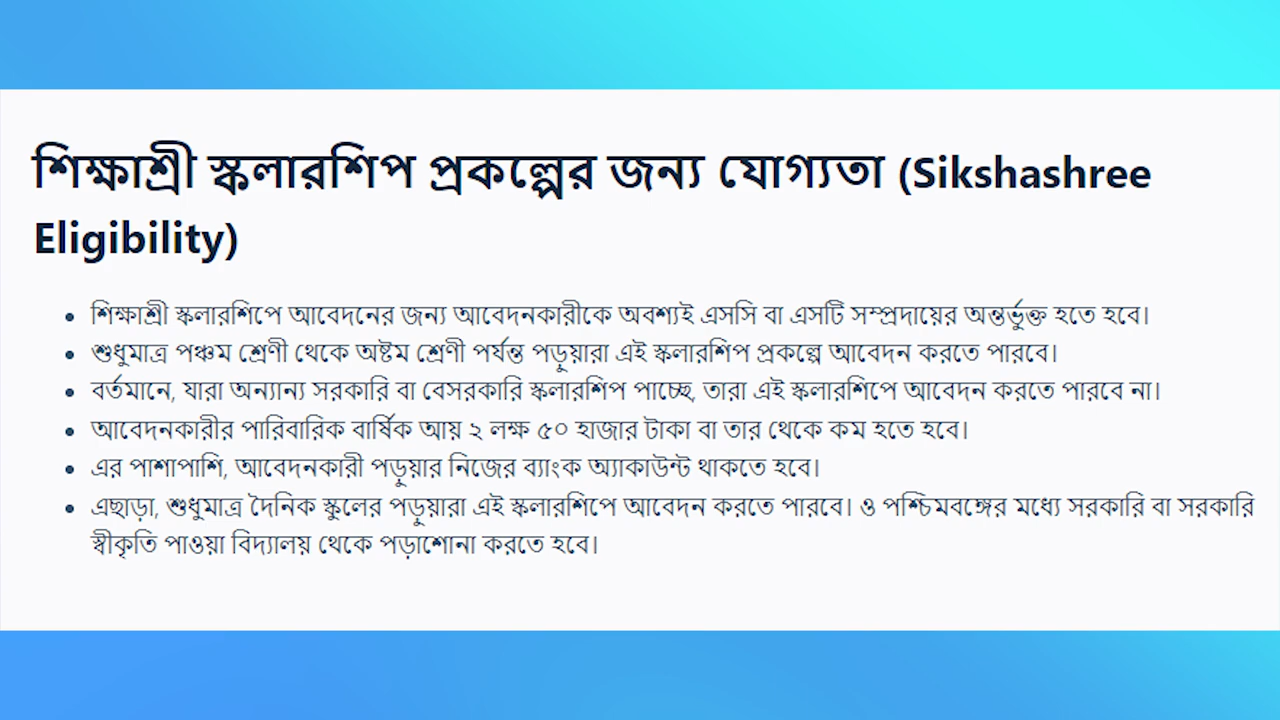 শিক্ষাশ্রী স্কলারশিপ প্রকল্পের জন্য যোগ্যতা (Sikshashree
Eligibility)
শিক্ষাশ্রী স্কলারশিপে আবেদনের জন্য আবেদনকারীকে অবশ্যই এসসি বা এসটি সম্প্রদায়ের অন্তর্ভুক্ত হতে হবে।
শুধুমাত্র পঞ্চম শ্রেণী থেকে অষ্টম শ্রেণী পর্যন্ত পড়ুয়ারা এই স্কলারশিপ প্রকল্পে আবেদন করতে পারবে।
বর্তমানে, যারা অন্যান্য সরকারি বা বেসরকারি স্কলারশিপ পাচ্ছে, তারা এই স্কলারশিপে আবেদন করতে পারবে না।
আবেদনকারীর পারিবারিক বার্ষিক আয় ২ লক্ষ ৫০ হাজার টাকা বা তার থেকে কম হতে হবে।
এর পাশাপাশি, আবেদনকারী পড়ুয়ার নিজের ব্যাংক অ্যাকাউন্ট থাকতে হবে।
এছাড়া, শুধুমাত্র দৈনিক স্কুলের পড়ুয়ারা এই স্কলারশিপে আবেদন করতে পারবে। ও পশ্চিমবঙ্গের মধ্যে সরকারি বা সরকারি
স্বীকৃতি পাওয়া বিদ্যালয় থেকে পড়াশোনা করতে হবে।